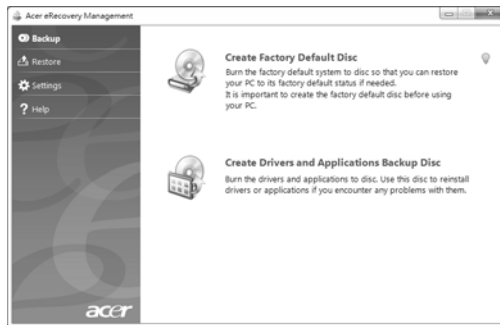 Acer eRecovery Management
Backup
Restore
Settings
Help
Create Factory Default Disc
Burn the factory default system to disc so that you can restore
your PC to its factory default status if needed.
It is important to create the factory default disc before using
your PC.
Create Drivers and Applications Backup Disc
Burn the drivers and applications to disc. Use this disc to reinstall
drivers or applications if you encounter any problems with them.
acer